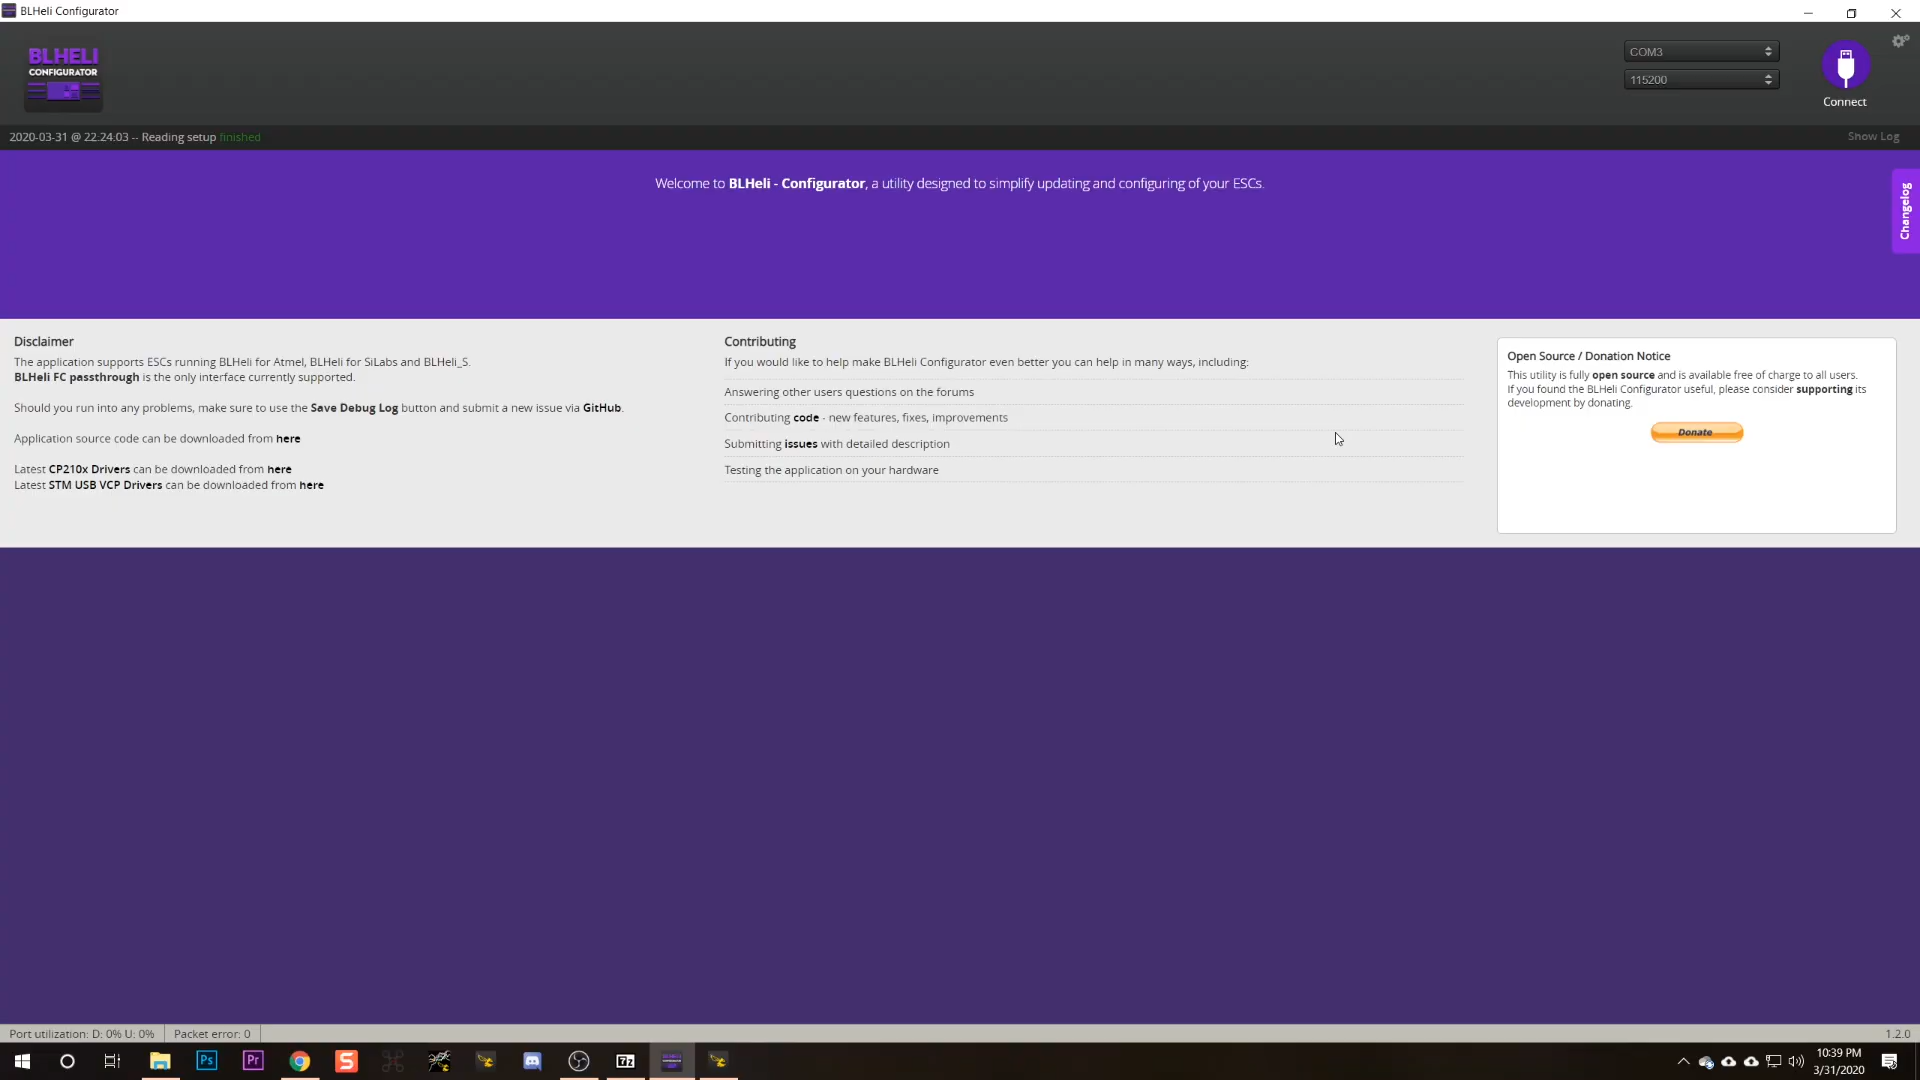 BLHeli Configurator
BLHELI
CONFIGURATOR
COM3
115200
Connect
2020-03-31 @ 22:24:03 -- Reading setup finished
Show Log
Welcome to BLHeli - Configurator, a utility designed to simplify updating and configuring of your ESCs.
Changelog
Disclaimer
The application supports ESCs running BLHeli for Atmel, BLHeli for SiLabs and BLHeli_S.
BLHeli FC passthrough is the only interface currently supported.
Should you run into any problems, make sure to use the Save Debug Log button and submit a new issue via GitHub.
Application source code can be downloaded from here
Latest CP210x Drivers can be downloaded from here
Latest STM USB VCP Drivers can be downloaded from here
Contributing
If you would like to help make BLHeli Configurator even better you can help in many ways, including:
Answering other users questions on the forums
Contributing code - new features, fixes, improvements
Submitting issues with detailed description
Testing the application on your hardware
Open Source / Donation Notice
This utility is fully open source and is available free of charge to all users.
If you found the BLHeli Configurator useful, please consider supporting its
development by donating.
Donate
Port utilization: D: 0% U: 0%
Packet error: 0
1.2.0
Ps
Pr
S
7z
10:39 PM
3/31/2020